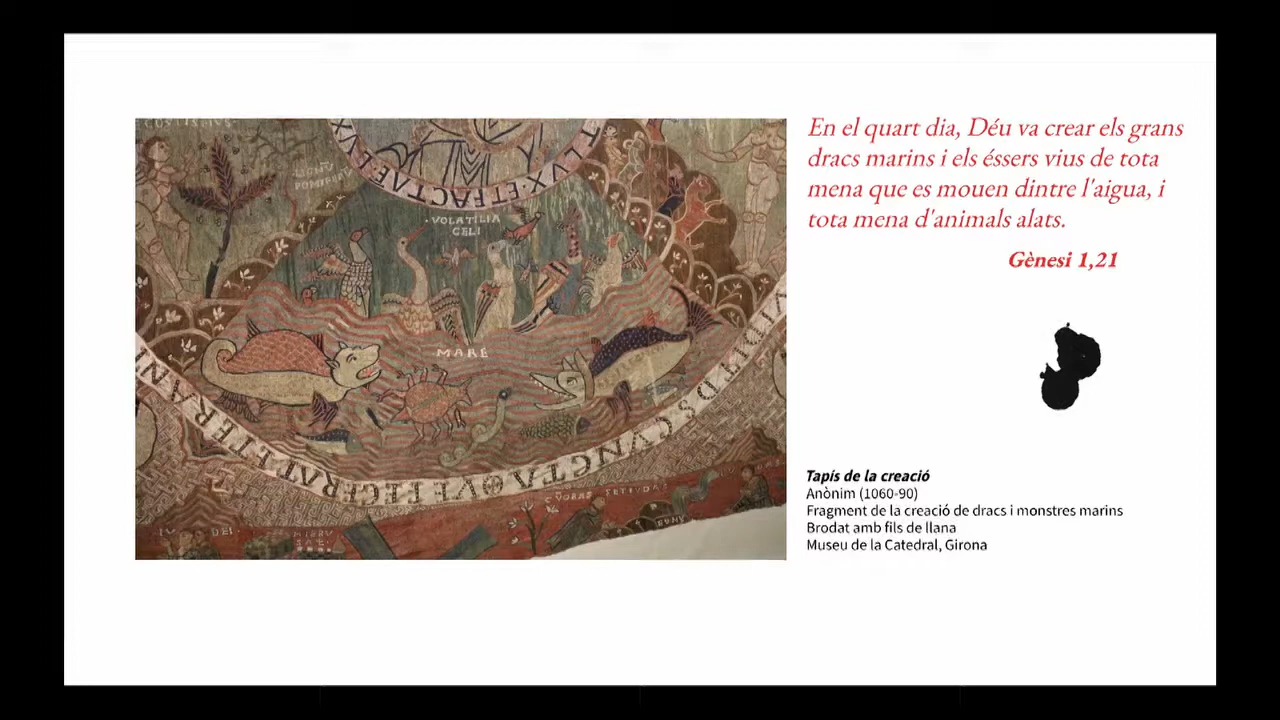 VOLATILIA
CELI
MARE
LUX·ET FACTA E LUX
En el quart dia, Déu va crear els grans
dracs marins i els éssers vius de tota
mena que es mouen dintre l'aigua, i
tota mena d'animals alats.
Gènesi 1,21
Tapís de la creació
Anònim (1060-90)
Fragment de la creació de dracs i monstres marins
Brodat amb fils de llana
Museu de la Catedral, Girona